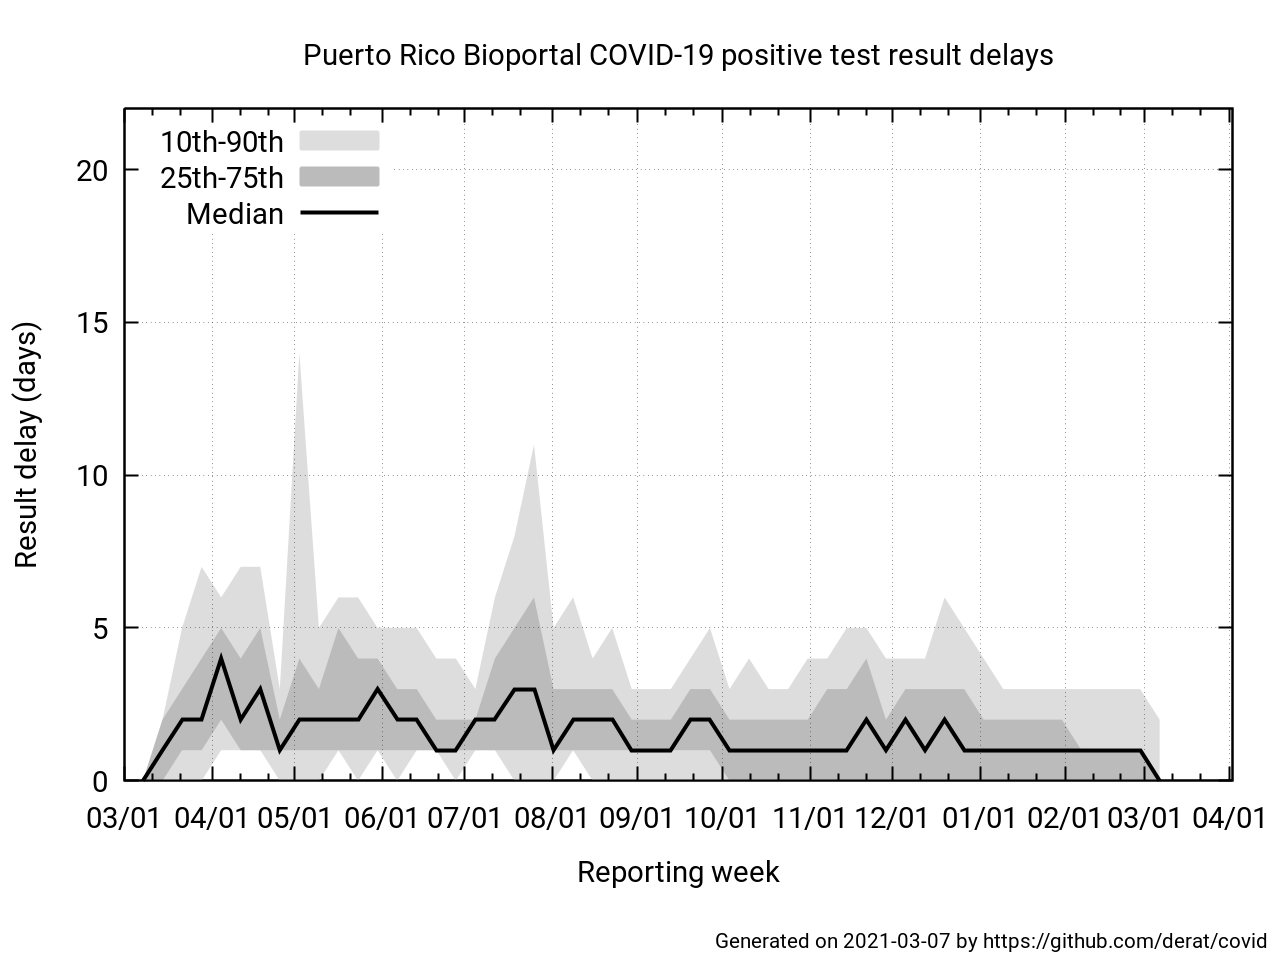 Puerto Rico Bioportal COVID-19 positive test result delays
10th-90th
25th-75th
Median
20
15
10
5
0
Result delay (days)
03/01 04/01 05/01 06/01 07/01 08/01 09/01 10/01 11/01 12/01 01/01 02/01 03/01 04/01
Reporting week
Generated on 2021-03-07 by https://github.com/derat/covid